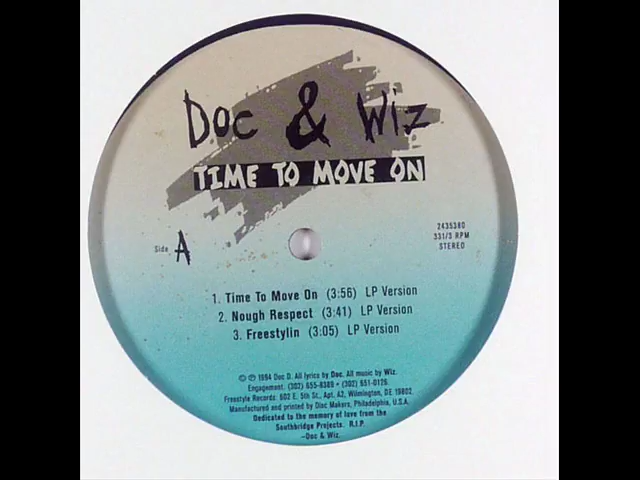 Doc & Wiz
TIME TO MOVE ON
Side A
2435380
33 1/3 RPM
STEREO
1. Time To Move On (3:56) LP Version
2. Nough Respect (3:41) LP Version
3. Freestylin (3:05) LP Version
© ℗ 1994 Doc D. All lyrics by Doc. All music by Wiz.
Engagement. (302) 655-8389 • (302) 651-0126.
Freestyle Records: 602 E. 5th St., Apt. A2, Wilmington, DE 19802.
Manufactured and printed by Disc Makers, Philadelphia, U.S.A.
Dedicated to the memory of love from the
Southbridge Projects. R.I.P.
–Doc & Wiz.